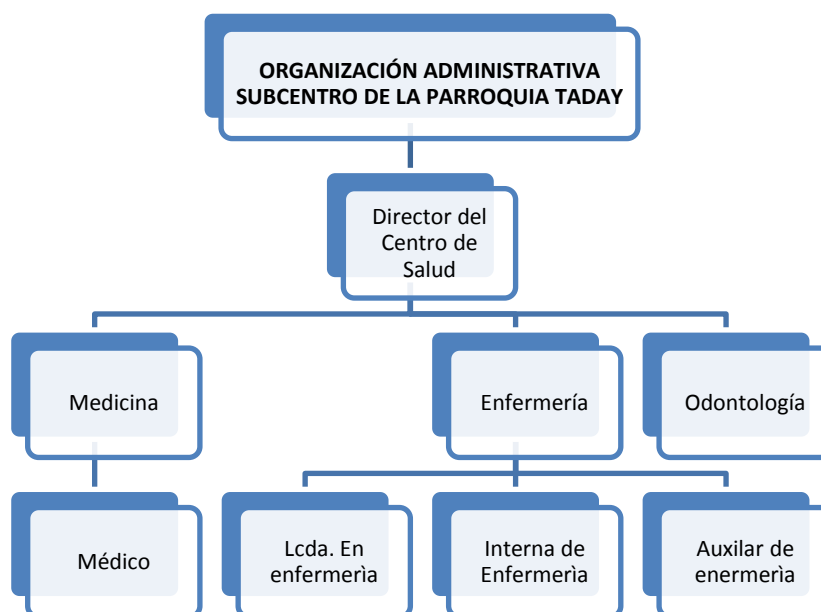 ORGANIZACIÓN ADMINISTRATIVA
SUBCENTRO DE LA PARROQUIA TADAY
Director del
Centro de
Salud
Medicina
Enfermería
Odontología
Médico
Lcda. En
enfermerìa
Interna de
Enfermerìa
Auxilar de
enermerìa